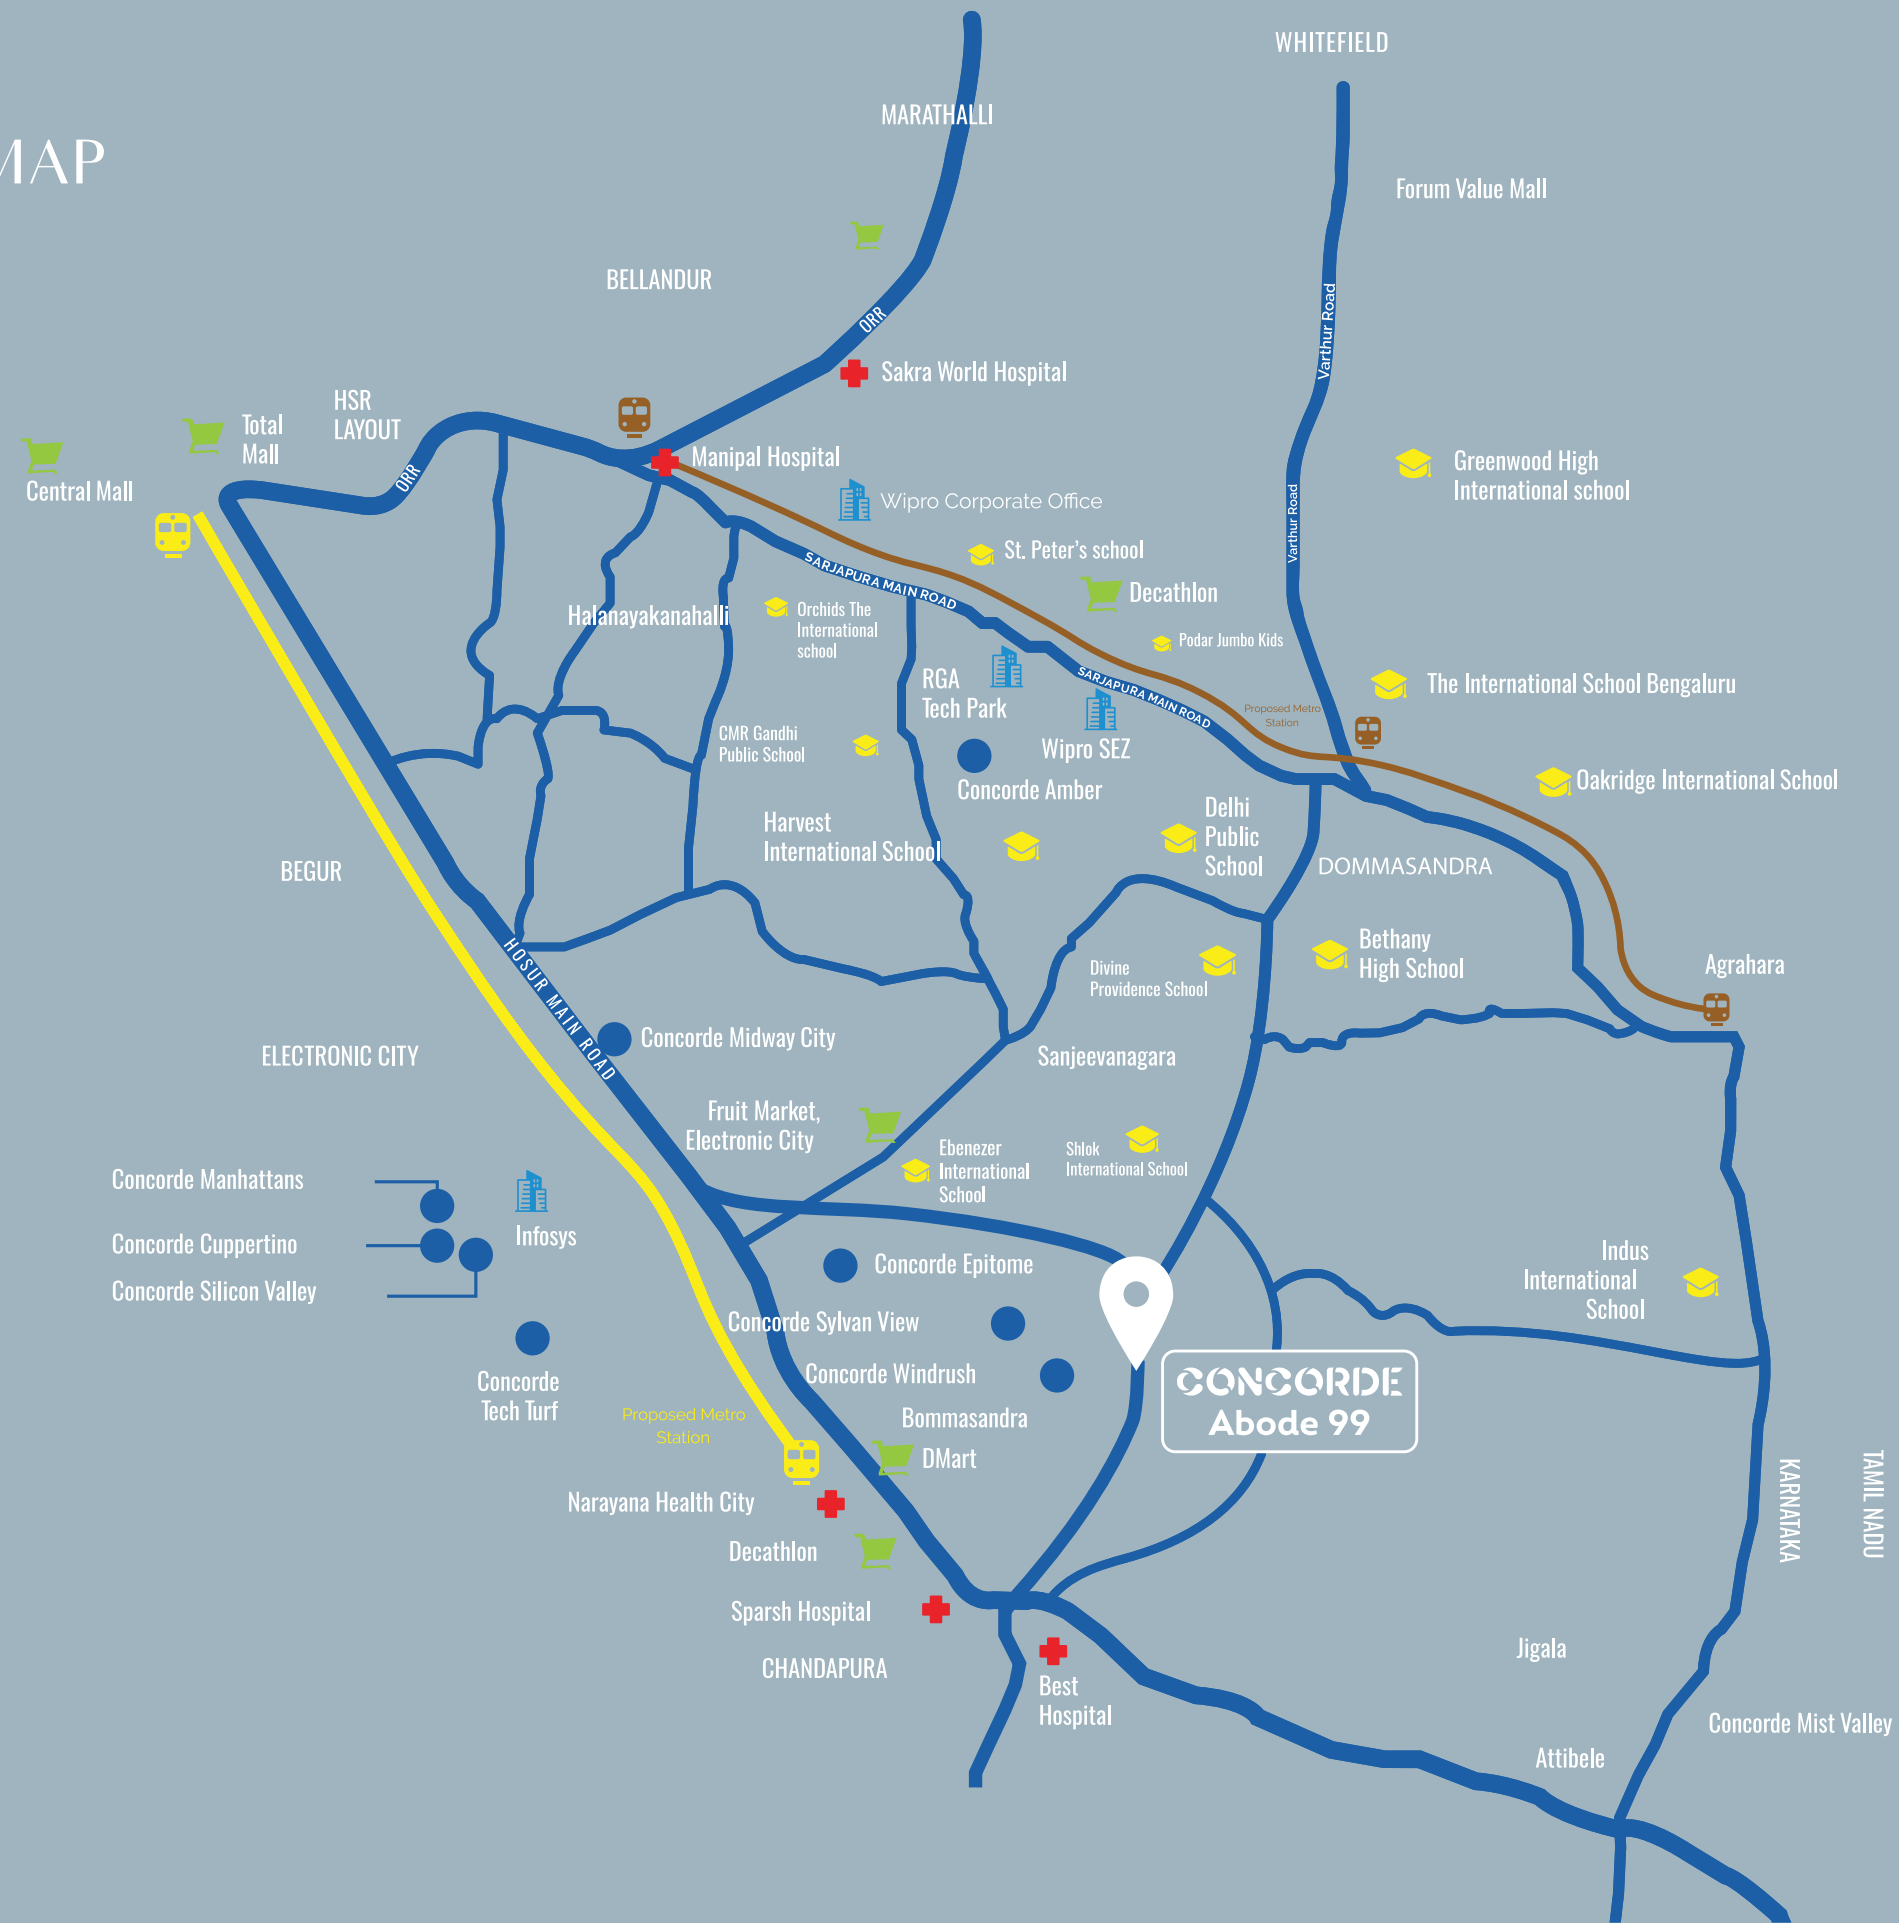 WHITEFIELD
MARATHALLI
MAP
Forum Value Mall
BELLANDUR
Varthur Road
ORR
Sakra World Hospital
HSR
LAYOUT
Total
Mall
Manipal Hospital
ORR
Central Mall
Greenwood High
International school
Wipro Corporate Office
Varthur Road
St. Peter's school
SARJAPURA MAIN ROAD
Decathlon
Halanayakanahalli
Orchids The
International
school
Podar Jumbo Kids
RGA
Tech Park
SARJAPURA MAIN ROAD
The International School Bengaluru
Proposed Metro
Station
CMR Gandhi
Public School
Wipro SEZ
Concorde Amber
Oakridge International School
Harvest
International School
Delhi
Public
School
DOMMASANDRA
BEGUR
HOSUR MAIN ROAD
Bethany
High School
Divine
Providence School
Agrahara
Concorde Midway City
ELECTRONIC CITY
Sanjeevanagara
Fruit Market,
Electronic City
Ebenezer
International
School
Shlok
International School
Concorde Manhattans
Infosys
Concorde Cuppertino
Concorde Silicon Valley
Concorde Epitome
Indus
International
School
Concorde Sylvan View
Concorde Windrush
Concorde
Tech Turf
CONCORDE
Abode 99
Proposed Metro
Station
Bommasandra
DMart
KARNATAKA
TAMIL NADU
Narayana Health City
Decathlon
Sparsh Hospital
CHANDAPURA
Best
Hospital
Jigala
Concorde Mist Valley
Attibele